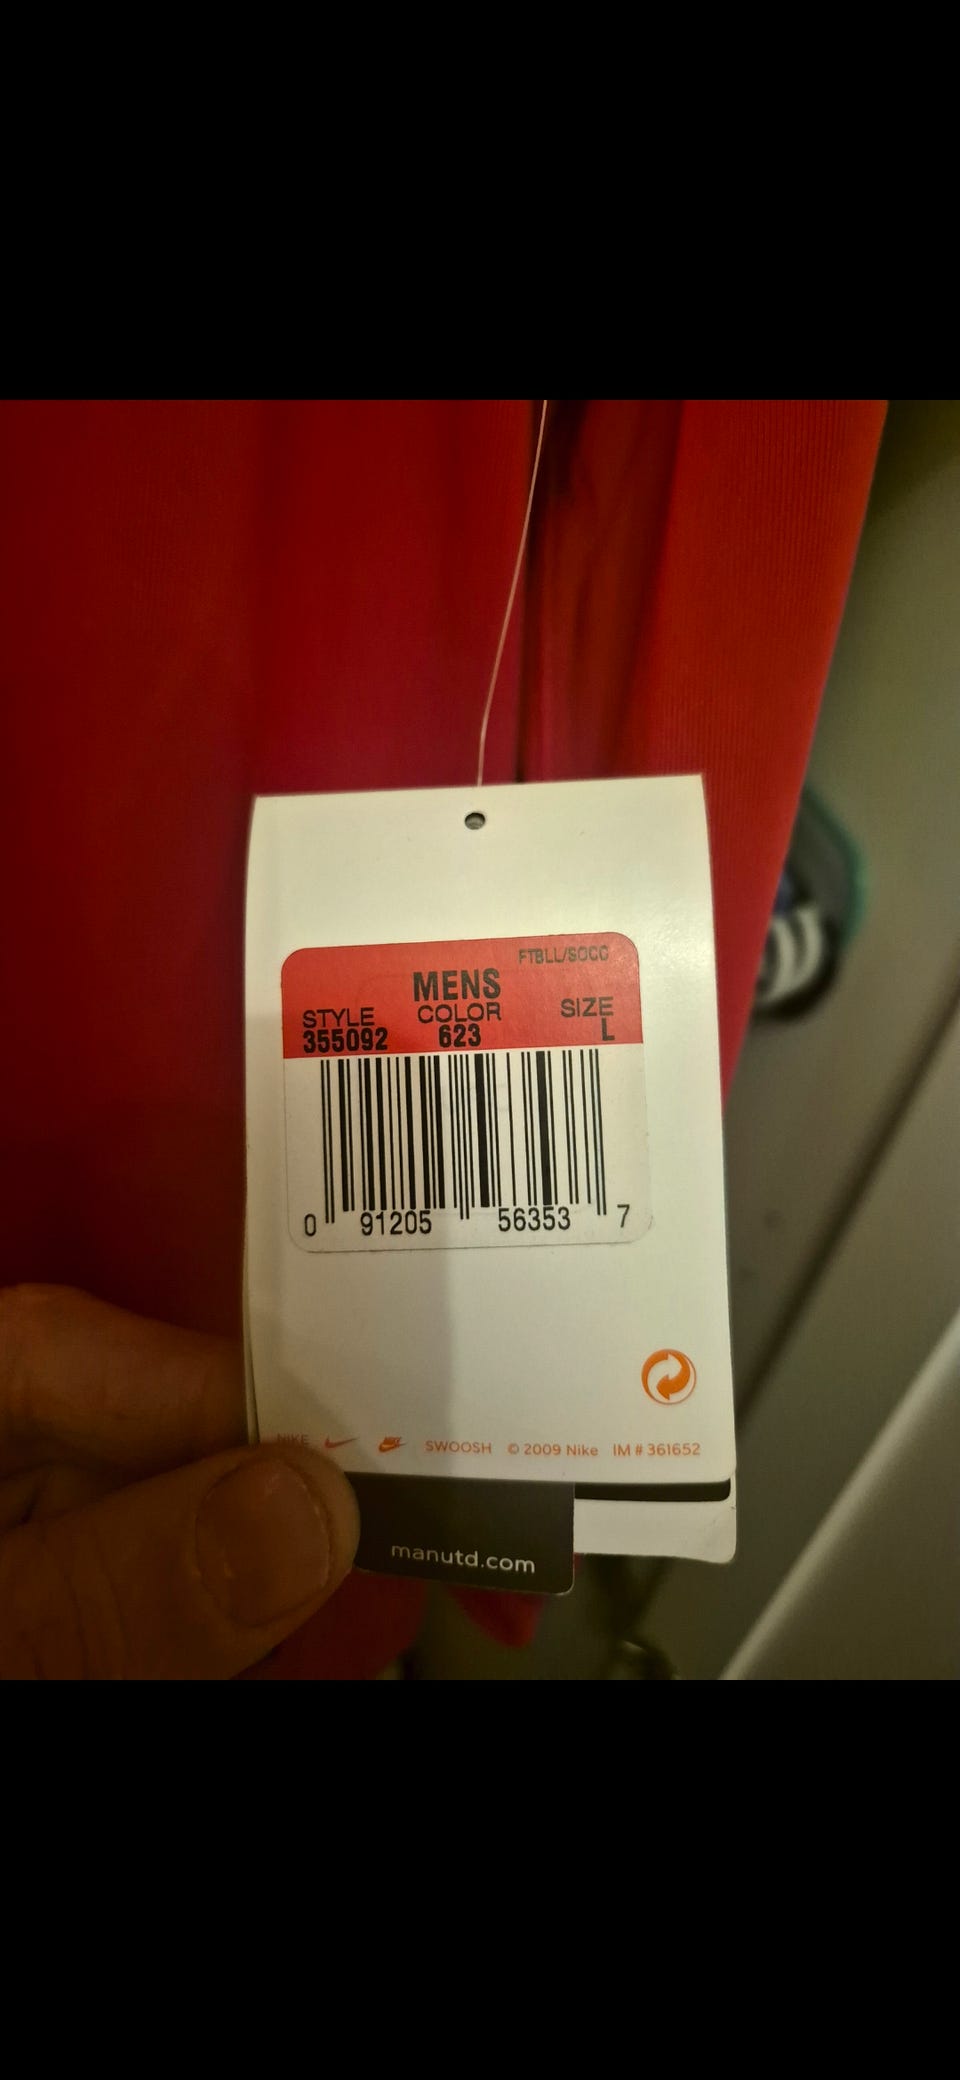 FTBLL/SOCC
MENS
STYLE COLOR SIZE
355092 623 L
0 91205 56353 7
NIKE SWOOSH © 2009 Nike IM # 361652
manutd.com